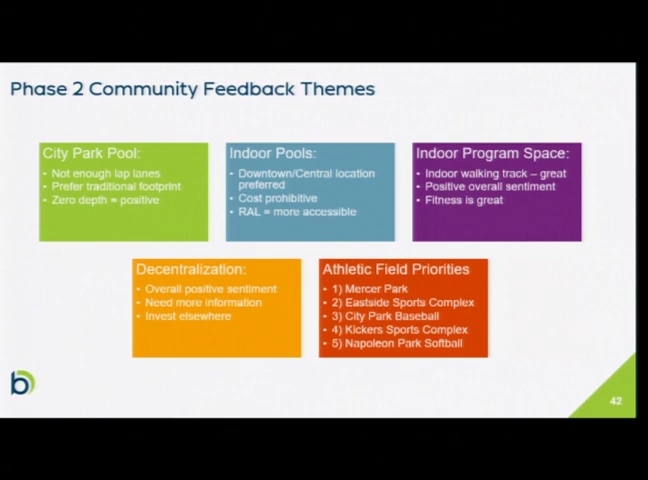 Phase 2 Community Feedback Themes
City Park Pool:
• Not enough lap lanes
• Prefer traditional footprint
• Zero depth = positive
Indoor Pools:
• Downtown/Central location
preferred
• Cost prohibitive
• RAL = more accessible
Indoor Program Space:
• Indoor walking track – great
• Positive overall sentiment
• Fitness is great
Decentralization:
• Overall positive sentiment
• Need more information
• Invest elsewhere
Athletic Field Priorities
• 1) Mercer Park
• 2) Eastside Sports Complex
• 3) City Park Baseball
• 4) Kickers Sports Complex
• 5) Napoleon Park Softball
b
42